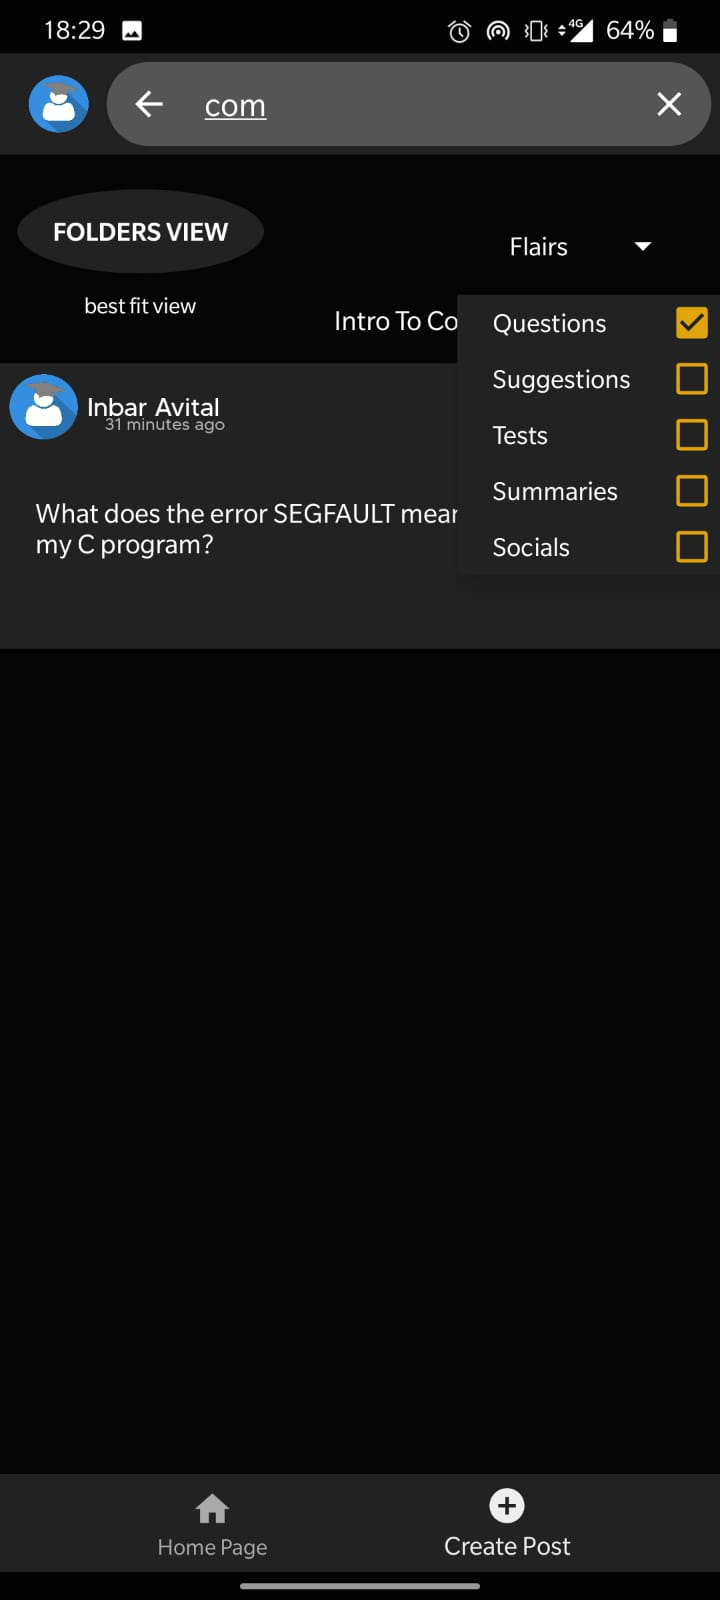 18:29
4G 64%
com
FOLDERS VIEW
Flairs
best fit view
Intro To Co
Questions
Suggestions
Tests
Summaries
Socials
Inbar Avital
31 minutes ago
What does the error SEGFAULT
my C program?
Home Page
Create Post